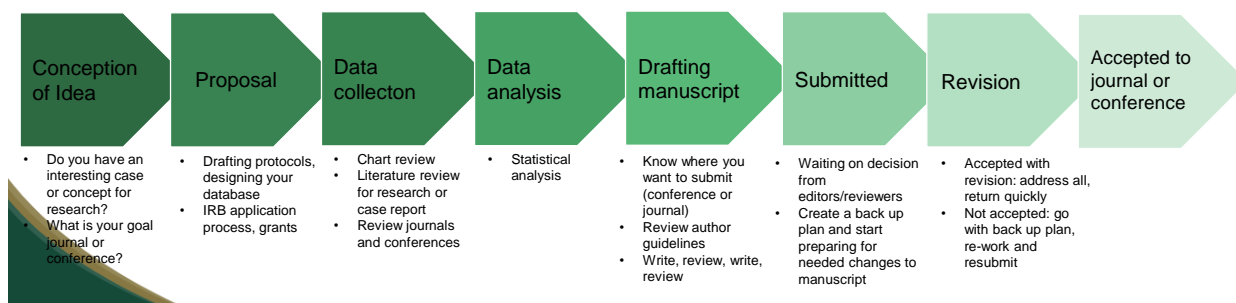 Conception
of Idea
Proposal
Data
collecton
Data
analysis
Drafting
manuscript
Submitted
Revision
Accepted to
journal or
conference
• Do you have an
interesting case
or concept for
research?
• What is your goal
journal or
conference?
• Drafting protocols,
designing your
database
• IRB application
process, grants
• Chart review
• Literature review
for research or
case report
• Review journals
and conferences
• Statistical
analysis
• Know where you
want to submit
(conference or
journal)
• Review author
guidelines
• Write, review, write,
review
• Waiting on decision
from
editors/reviewers
• Create a back up
plan and start
preparing for
needed changes to
manuscript
• Accepted with
revision: address all,
return quickly
• Not accepted: go
with back up plan,
re-work and
resubmit